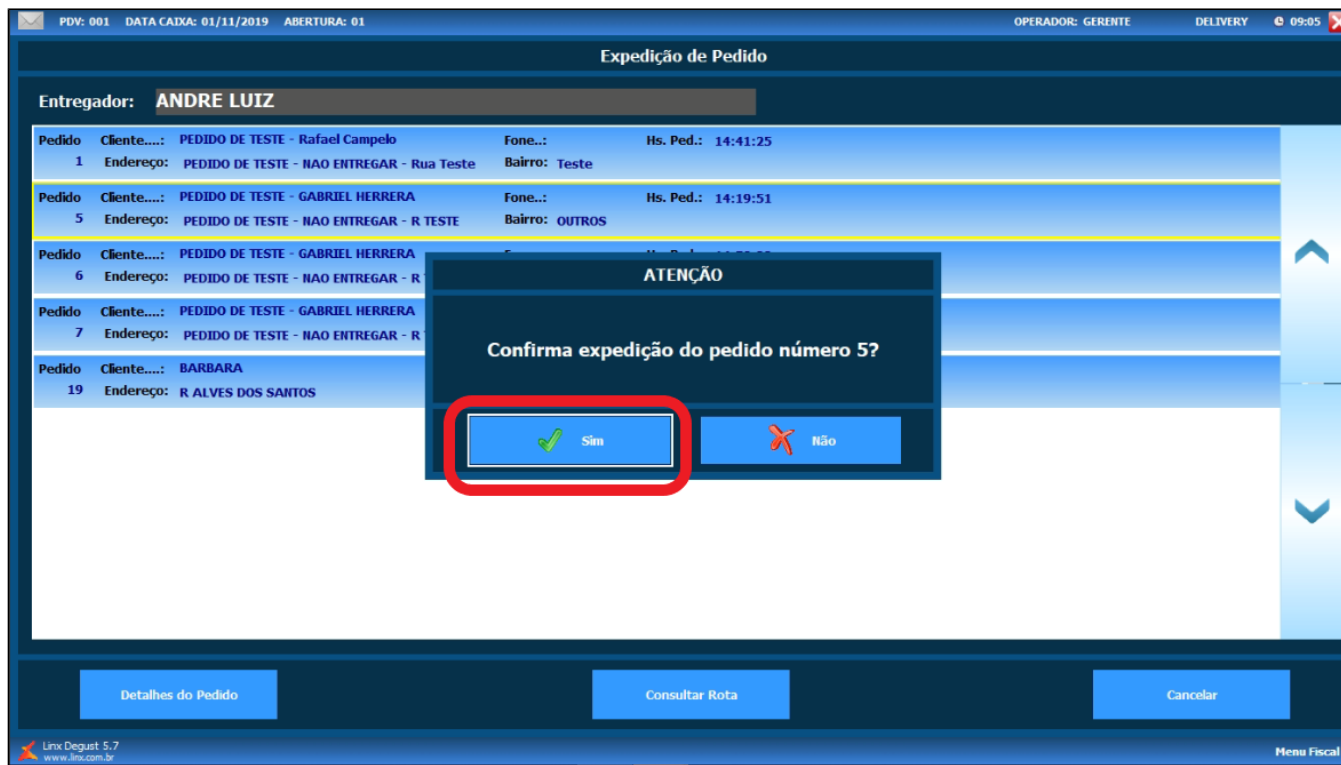 PDV: 001 DATA CAIXA: 01/11/2019 ABERTURA: 01 OPERADOR: GERENTE DELIVERY 09:05
Expedição de Pedido
Entregador: ANDRE LUIZ
Pedido Cliente....: PEDIDO DE TESTE - Rafael Campelo Fone..: Hs. Ped.: 14:41:25
1 Endereço: PEDIDO DE TESTE - NAO ENTREGAR - Rua Teste Bairro: Teste
Pedido Cliente....: PEDIDO DE TESTE - GABRIEL HERRERA Fone..: Hs. Ped.: 14:19:51
5 Endereço: PEDIDO DE TESTE - NAO ENTREGAR - R TESTE Bairro: OUTROS
Pedido Cliente....: PEDIDO DE TESTE - GABRIEL HERRERA
6 Endereço: PEDIDO DE TESTE - NAO ENTREGAR - R
Pedido Cliente....: PEDIDO DE TESTE - GABRIEL HERRERA
7 Endereço: PEDIDO DE TESTE - NAO ENTREGAR - R
Pedido Cliente....: BARBARA
19 Endereço: R ALVES DOS SANTOS
ATENÇÃO
Confirma expedição do pedido número 5?
Sim Não
Detalhes do Pedido Consultar Rota Cancelar
Linx Degust 5.7
www.linx.com.br Menu Fiscal